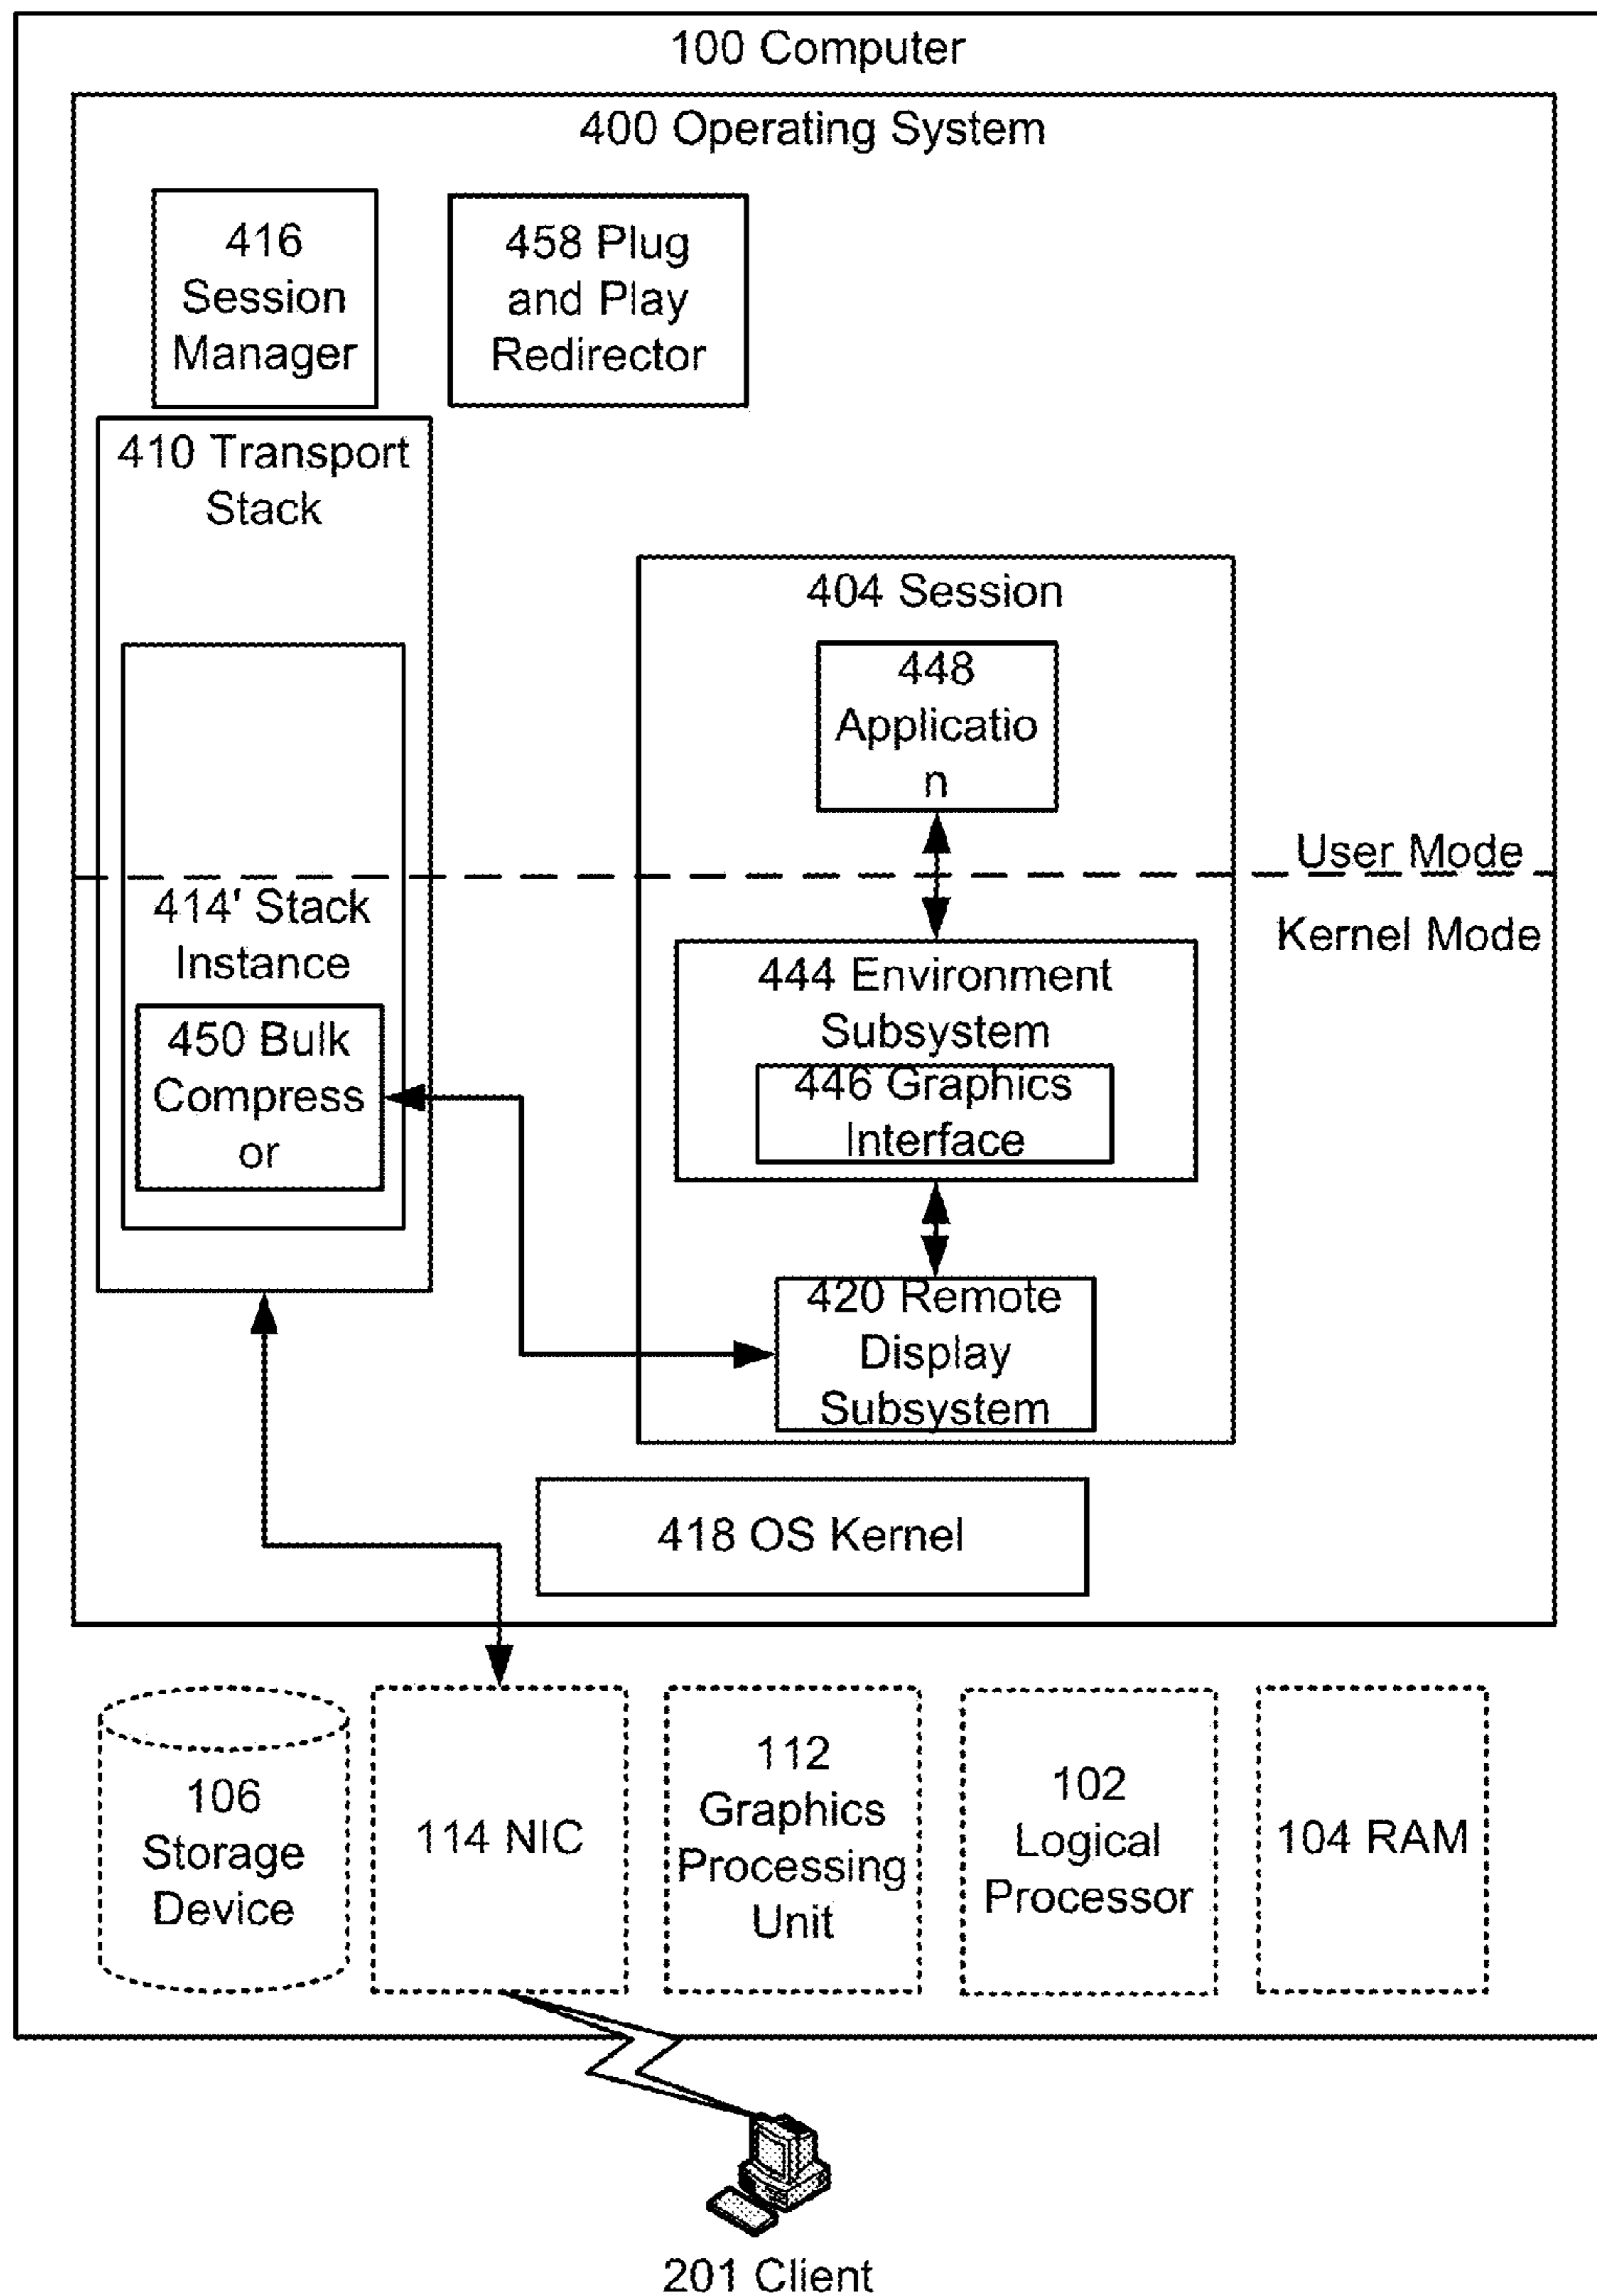 100 Computer
400 Operating System
416
Session
Manager
458 Plug
and Play
Redirector
410 Transport
Stack
404 Session
448
Applicatio
n
User Mode
Kernel Mode
414' Stack
Instance
450 Bulk
Compress
or
444 Environment
Subsystem
446 Graphics
Interface
420 Remote
Display
Subsystem
418 OS Kernel
106
Storage
Device
114 NIC
112
Graphics
Processing
Unit
102
Logical
Processor
104 RAM
201 Client